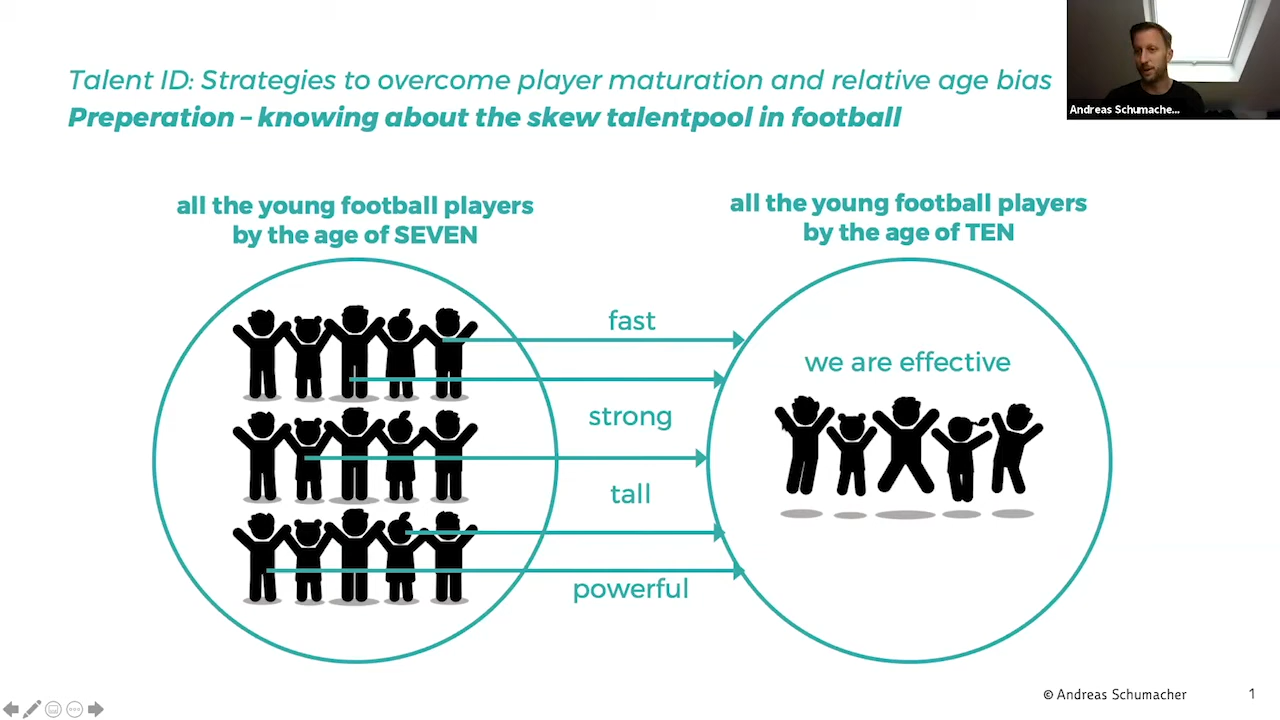 Talent ID: Strategies to overcome player maturation and relative age bias
Preperation – knowing about the skew talentpool in football
Andreas Schumache...
all the young football players
by the age of SEVEN
all the young football players
by the age of TEN
fast
strong
tall
powerful
we are effective
© Andreas Schumacher
1